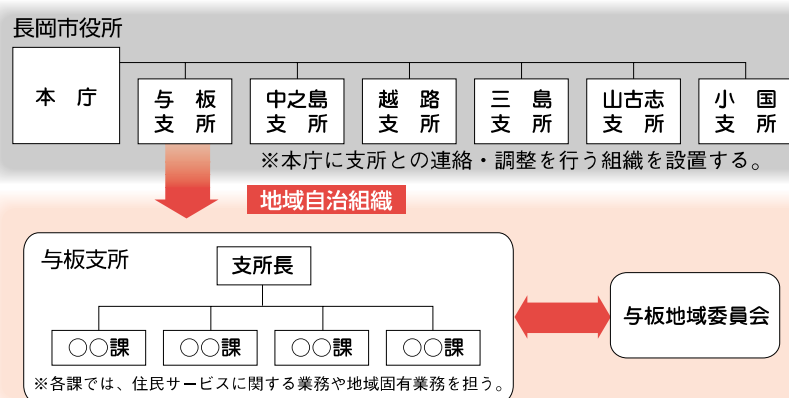 長岡市役所
本 庁
与 板
支 所
中之島
支 所
越 路
支 所
三 島
支 所
山古志
支 所
小 国
支 所
※本庁に支所との連絡・調整を行う組織を設置する。
地域自治組織
与板支所
支所長
○○課
○○課
○○課
○○課
※各課では、住民サービスに関する業務や地域固有業務を担う。
与板地域委員会